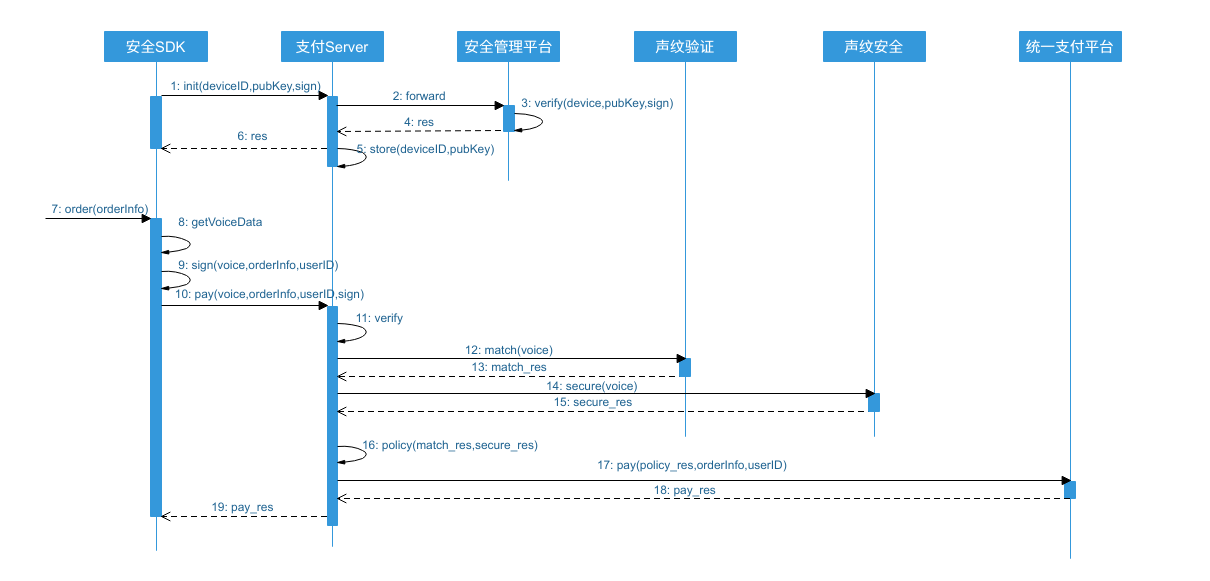 安全SDK
支付Server
安全管理平台
声纹验证
声纹安全
统一支付平台
1: init(deviceID,pubKey,sign)
2: forward
3: verify(device,pubKey,sign)
4: res
6: res
5: store(deviceID,pubKey)
7: order(orderInfo)
8: getVoiceData
9: sign(voice,orderInfo,userID)
10: pay(voice,orderInfo,userID,sign)
11: verify
12: match(voice)
13: match_res
14: secure(voice)
15: secure_res
16: policy(match_res,secure_res)
17: pay(policy_res,orderInfo,userID)
18: pay_res
19: pay_res